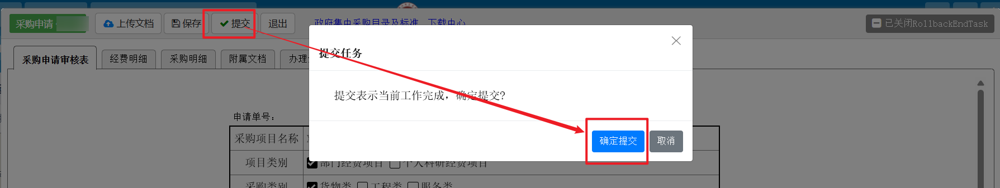 采购申请
上传文档
保存
提交
退出
政府集中采购目录及标准
下载中心
已关闭RollbackEndTask
采购申请审核表
经费明细
采购明细
附属文档
办理
提交任务
提交表示当前工作完成，确定提交?
确定提交
取消
申请单号：
采购项目名称
项目类别
部门经费项目 个人科研经费项目
采购类别
货物类 工程类 服务类